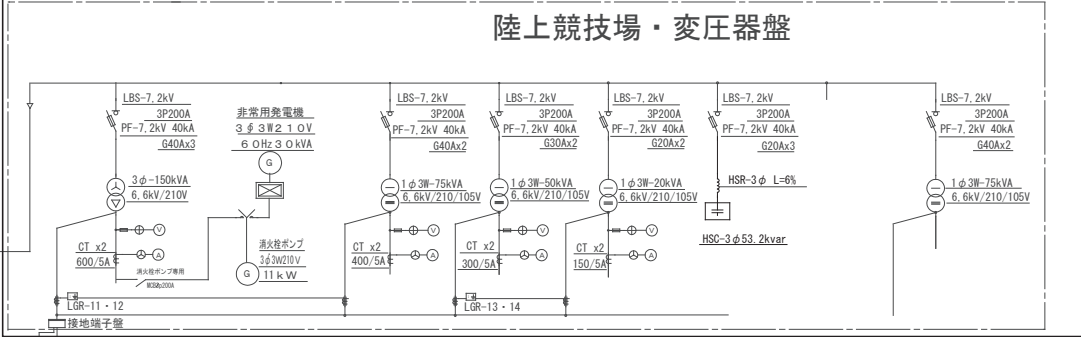 陸上競技場・変圧器盤
LBS-7.2kV
3P200A
PF-7.2kV 40kA
G40Ax3
3φ-150kVA
6.6kV/210V
V
CT x2
600/5A
A
消火栓ポンプ専用
LGR-11・12
接地端子盤
非常用発電機
3φ3W210V
60Hz30kVA
G
消火栓ポンプ
3φ3W210V
G
11kW
LBS-7.2kV
3P200A
PF-7.2kV 40kA
G40Ax2
1φ3W-75kVA
6.6kV/210/105V
V
CT x2
400/5A
A
LBS-7.2kV
3P200A
PF-7.2kV 40kA
G30Ax2
1φ3W-50kVA
6.6kV/210/105V
V
CT x2
300/5A
A
LGR-13・14
LBS-7.2kV
3P200A
PF-7.2kV 40kA
G20Ax2
1φ3W-20kVA
6.6kV/210/105V
V
CT x2
150/5A
A
LBS-7.2kV
3P200A
PF-7.2kV 40kA
G20Ax3
HSR-3φ L=6%
HSC-3φ53.2kvar
LBS-7.2kV
3P200A
PF-7.2kV 40kA
G40Ax2
1φ3W-75kVA
6.6kV/210/105V